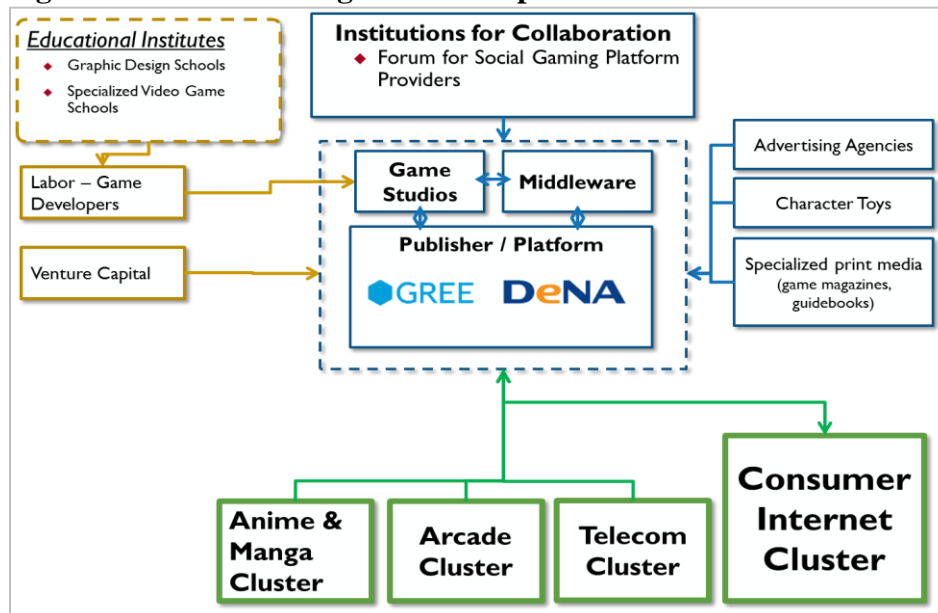 Educational Institutes
◆ Graphic Design Schools
◆ Specialized Video Game
Schools
Institutions for Collaboration
◆ Forum for Social Gaming Platform
Providers
Labor – Game
Developers
Venture Capital
Game
Studios
Middleware
Publisher / Platform
GREE
DeNA
Advertising Agencies
Character Toys
Specialized print media
(game magazines,
guidebooks)
Anime &
Manga
Cluster
Arcade
Cluster
Telecom
Cluster
Consumer
Internet
Cluster